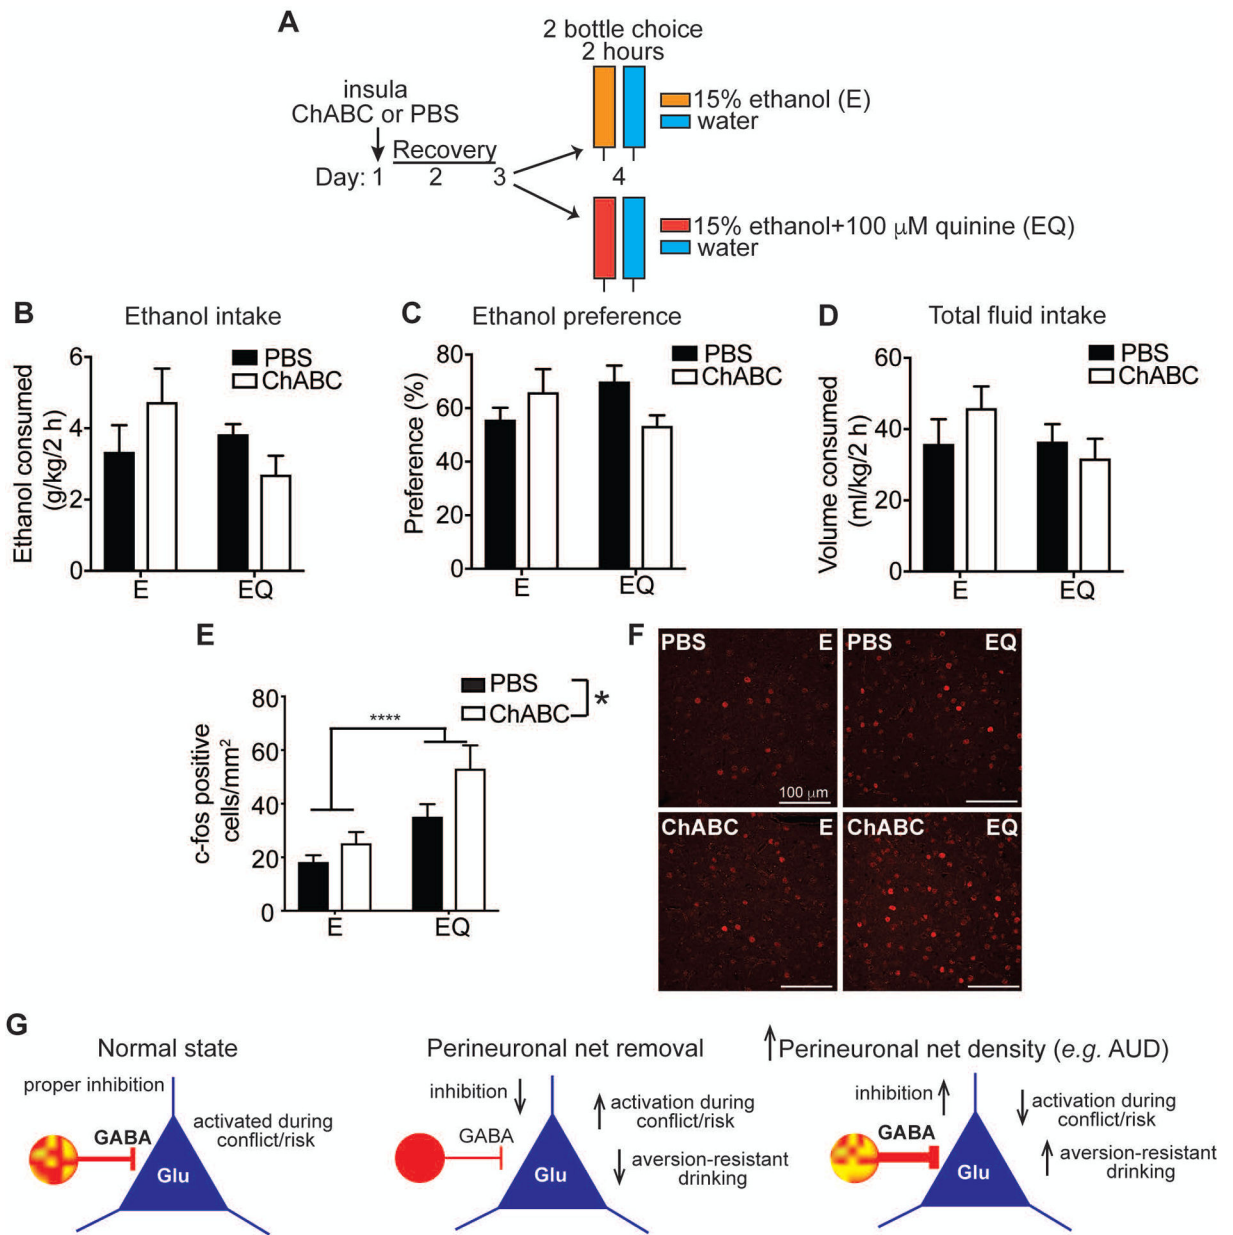 A
2 bottle choice
2 hours
insula
ChABC or PBS
15% ethanol (E)
water
Recovery
Day: 1 2 3 4
15% ethanol+100 μM quinine (EQ)
water
B
Ethanol intake
PBS
ChABC
Ethanol consumed
(g/kg/2 h)
6
4
2
0
E EQ
C
Ethanol preference
PBS
ChABC
Preference (%)
80
60
40
20
0
E EQ
D
Total fluid intake
PBS
ChABC
Volume consumed
(ml/kg/2 h)
60
40
20
0
E EQ
E
PBS
ChABC
*
****
c-fos positive
cells/mm²
80
60
40
20
0
E EQ
F
PBS E
PBS EQ
100 μm
ChABC E
ChABC EQ
G
Normal state
proper inhibition
activated during
conflict/risk
GABA
Glu
Perineuronal net removal
inhibition ↓
↑ activation during
conflict/risk
GABA
↓ aversion-resistant
drinking
Glu
↑ Perineuronal net density (e.g. AUD)
inhibition ↑
↓ activation during
conflict/risk
GABA
↑ aversion-resistant
drinking
Glu